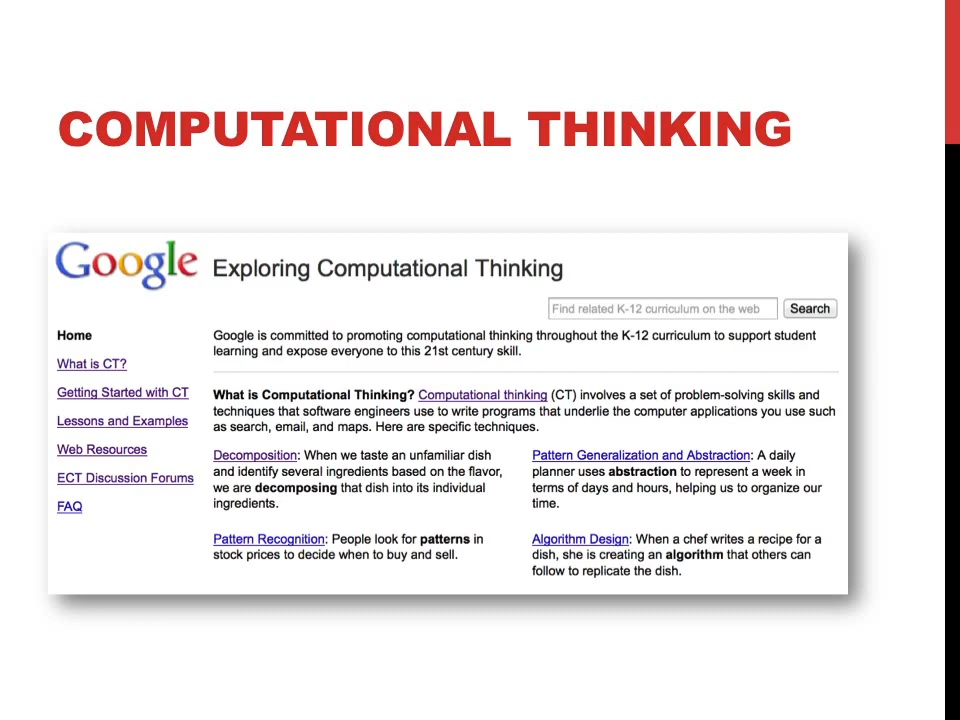 COMPUTATIONAL THINKING
Google Exploring Computational Thinking
Find related K-12 curriculum on the web Search
Home
What is CT?
Getting Started with CT
Lessons and Examples
Web Resources
ECT Discussion Forums
FAQ
Google is committed to promoting computational thinking throughout the K-12 curriculum to support student
learning and expose everyone to this 21st century skill.
What is Computational Thinking? Computational thinking (CT) involves a set of problem-solving skills and
techniques that software engineers use to write programs that underlie the computer applications you use such
as search, email, and maps. Here are specific techniques.
Decomposition: When we taste an unfamiliar dish
and identify several ingredients based on the flavor,
we are decomposing that dish into its individual
ingredients.
Pattern Generalization and Abstraction: A daily
planner uses abstraction to represent a week in
terms of days and hours, helping us to organize our
time.
Pattern Recognition: People look for patterns in
stock prices to decide when to buy and sell.
Algorithm Design: When a chef writes a recipe for a
dish, she is creating an algorithm that others can
follow to replicate the dish.